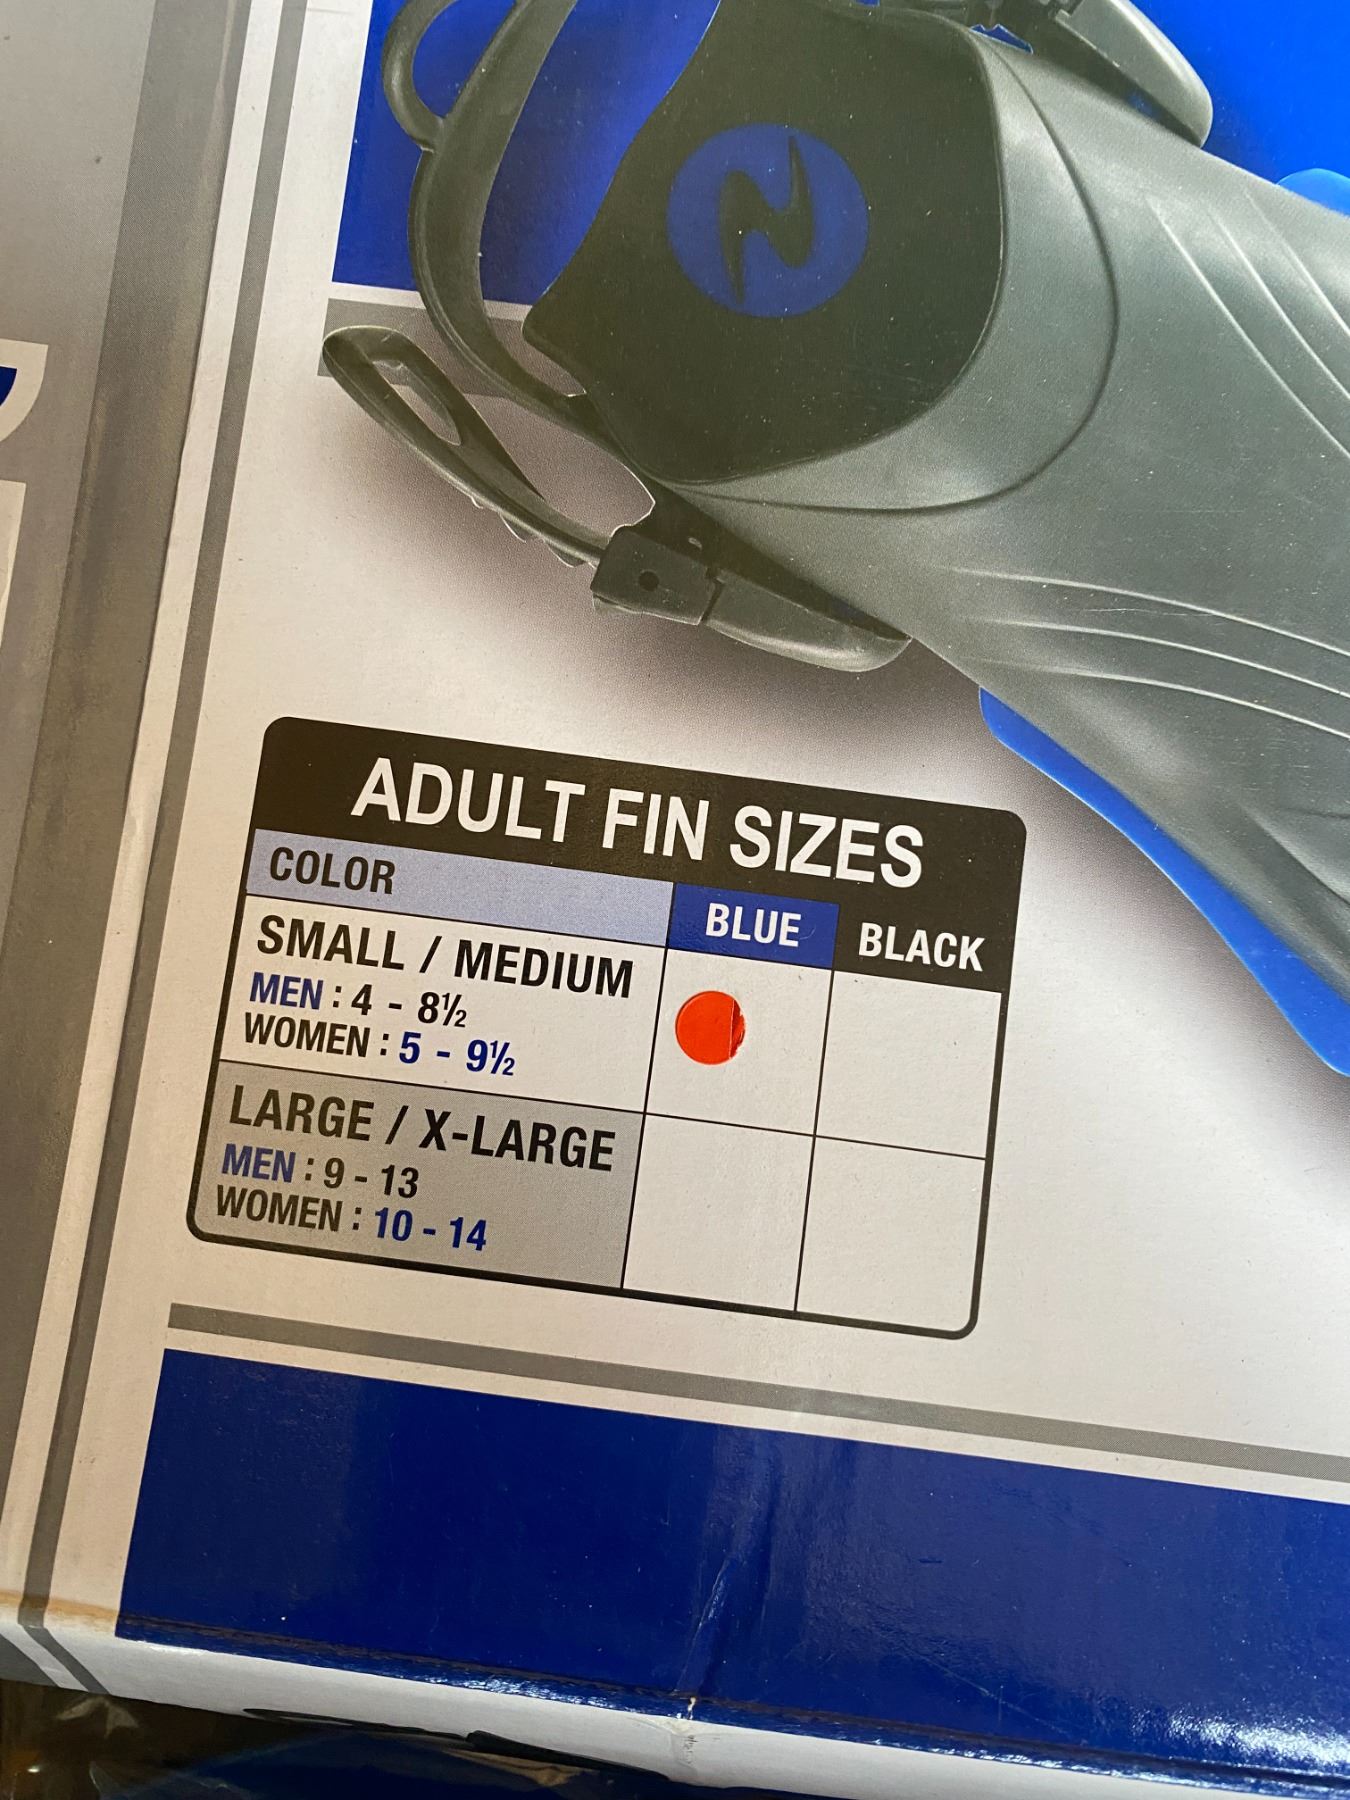 ADULT FIN SIZES
COLOR BLUE BLACK
SMALL / MEDIUM
MEN : 4 - 8½
WOMEN : 5 - 9½
LARGE / X-LARGE
MEN : 9 - 13
WOMEN : 10 - 14